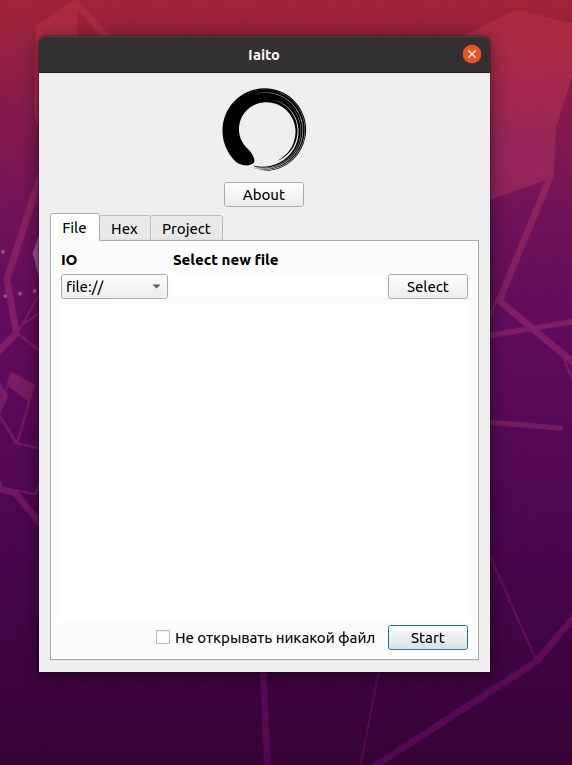 Iaito
About
File Hex Project
IO Select new file
file:// Select
Не открывать никакой файл Start